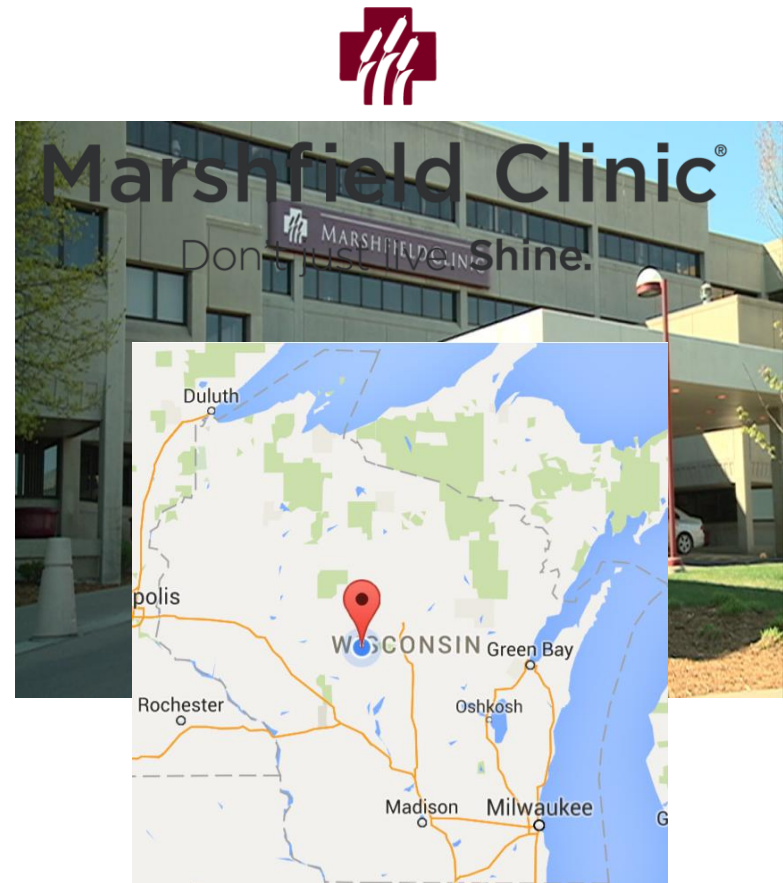 Marshfield Clinic®
MARSHFIELD CLINIC
Don't just live. Shine.
Duluth
polis
WISCONSIN
Green Bay
Rochester
Oshkosh
Madison
Milwaukee
G